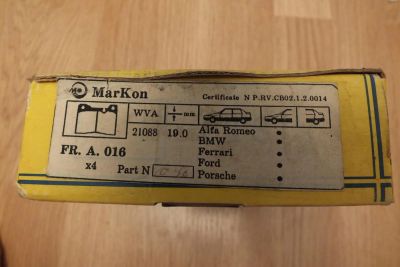 MarKon
Certificate N P.RV.CB02.1.2.0014
WVA mm
21088 19.0
Alfa Romeo
BMW
Ferrari
Ford
Porsche
FR. A. 016
x4
Part N